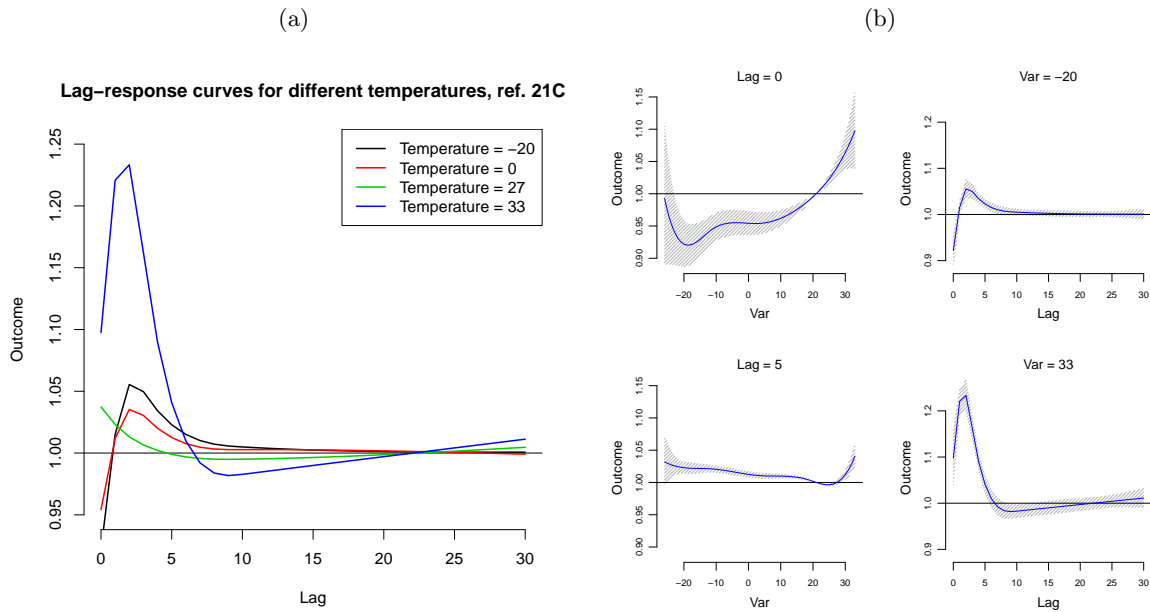 (a)
(b)
Lag−response curves for different temperatures, ref. 21C
Temperature = −20
Temperature = 0
Temperature = 27
Temperature = 33
Outcome
0.95
1.00
1.05
1.10
1.15
1.20
1.25
0
5
10
15
20
25
30
Lag
Lag = 0
Outcome
0.90
0.95
1.00
1.05
1.10
1.15
−20
−10
0
10
20
30
Var
Var = −20
Outcome
0.9
1.0
1.1
1.2
0
5
10
15
20
25
30
Lag
Lag = 5
Outcome
0.90
0.95
1.00
1.05
1.10
1.15
−20
−10
0
10
20
30
Var
Var = 33
Outcome
0.9
1.0
1.1
1.2
0
5
10
15
20
25
30
Lag